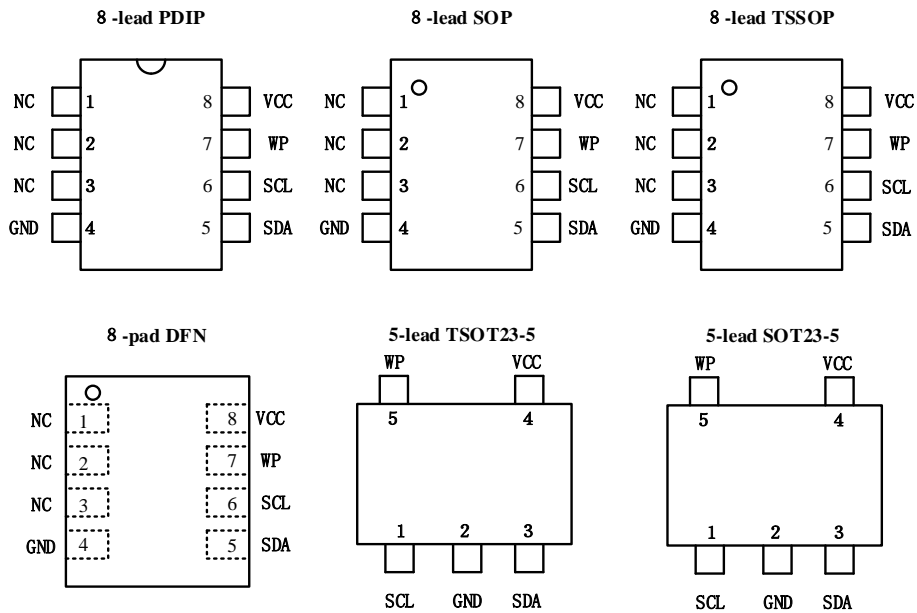 8 -lead PDIP 8 -lead SOP 8 -lead TSSOP
NC 1 8 VCC NC 1 8 VCC NC 1 8 VCC
NC 2 7 WP NC 2 7 WP NC 2 7 WP
NC 3 6 SCL NC 3 6 SCL NC 3 6 SCL
GND 4 5 SDA GND 4 5 SDA GND 4 5 SDA
8 -pad DFN 5-lead TSOT23-5 5-lead SOT23-5
WP VCC WP VCC
NC 1 8 VCC 5 4 5 4
NC 2 7 WP
NC 3 6 SCL
GND 4 5 SDA 1 2 3 1 2 3
SCL GND SDA SCL GND SDA